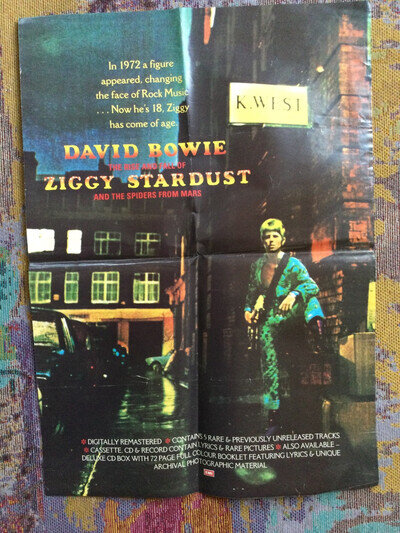 In 1972 a figure
appeared, changing
the face of Rock Music
. . . Now he's 18, Ziggy
has come of age.
K.WEST
DAVID BOWIE
THE RISE AND FALL OF
ZIGGY STARDUST
AND THE SPIDERS FROM MARS
* DIGITALLY REMASTERED * CONTAINS 5 RARE & PREVIOUSLY UNRELEASED TRACKS
* CASSETTE, CD & RECORD CONTAIN LYRICS & RARE PICTURES * ALSO AVAILABLE –
DELUXE CD BOX WITH 72 PAGE FULL COLOUR BOOKLET FEATURING LYRICS & UNIQUE
ARCHIVAL PHOTOGRAPHIC MATERIAL
EMI